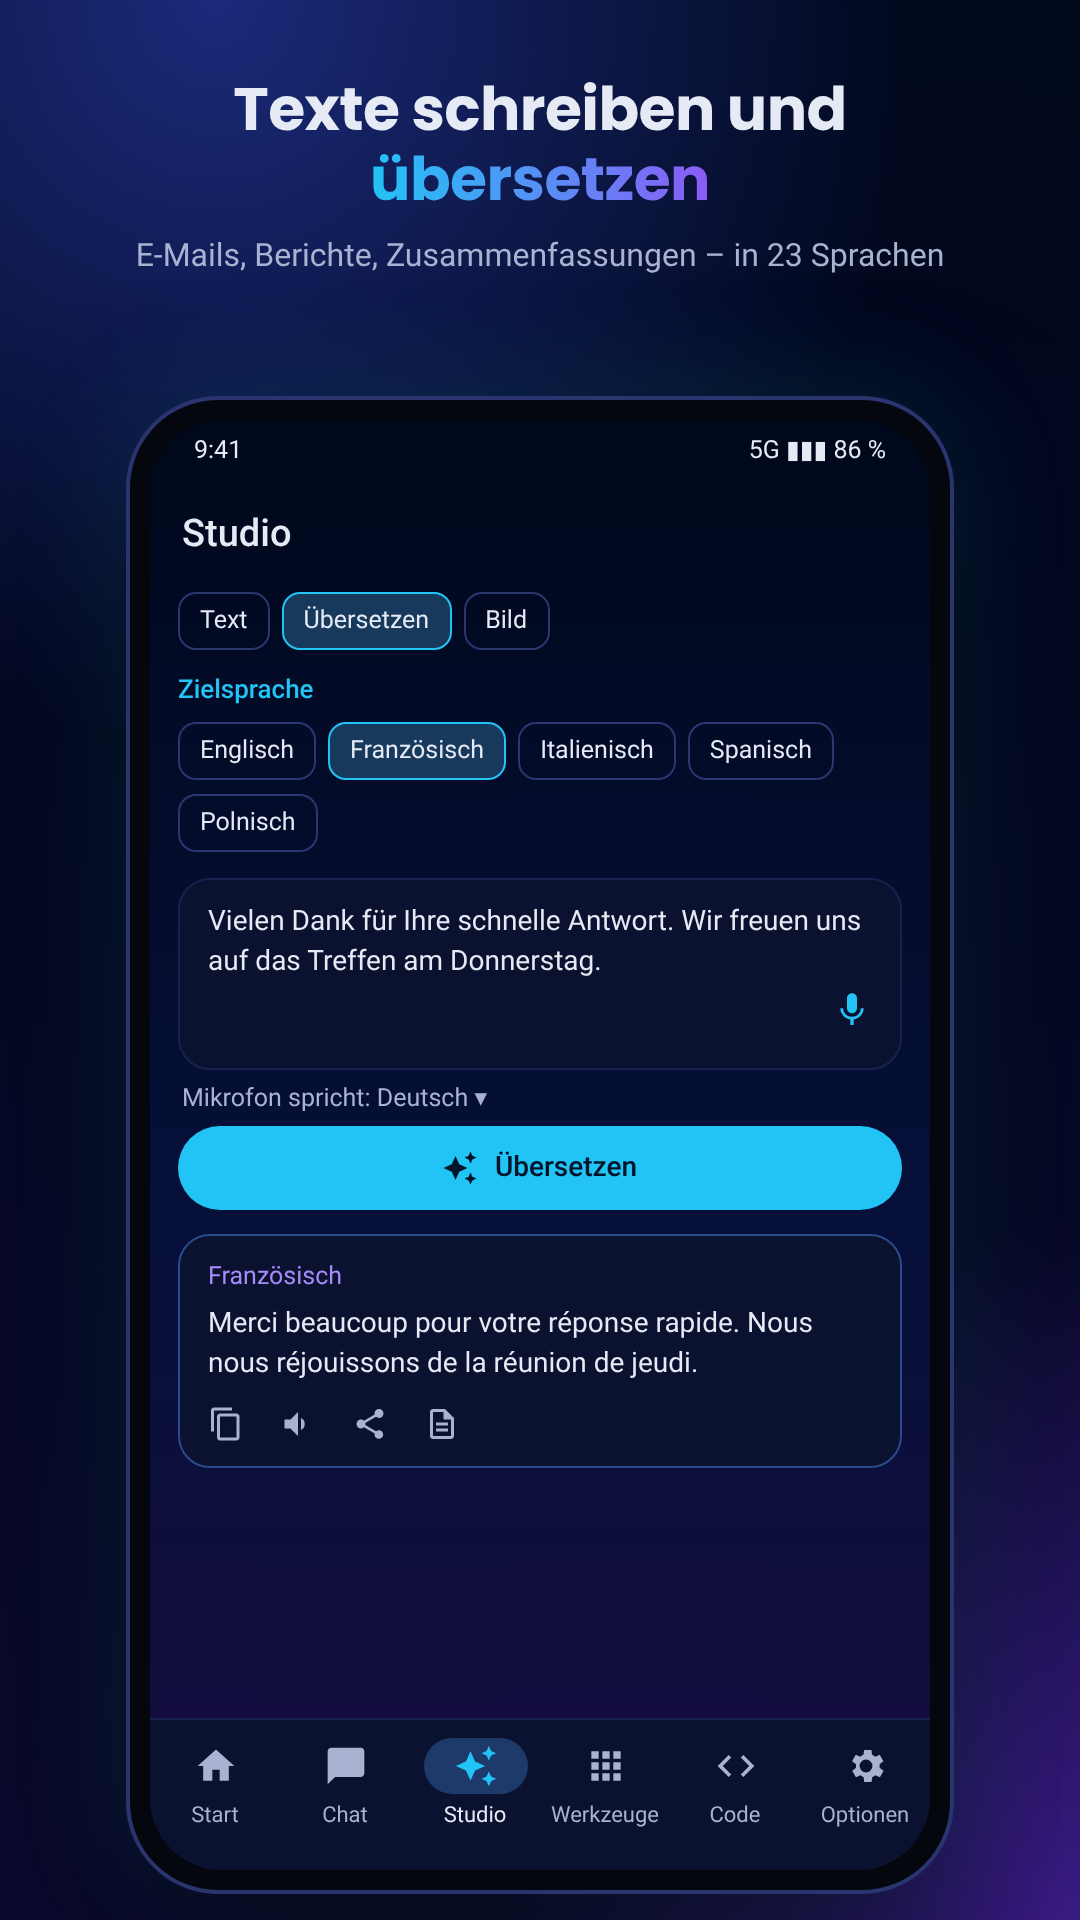 Texte schreiben und
übersetzen
E-Mails, Berichte, Zusammenfassungen – in 23 Sprachen
9:41
5G 86 %
Studio
Text
Übersetzen
Bild
Zielsprache
Englisch
Französisch
Italienisch
Spanisch
Polnisch
Vielen Dank für Ihre schnelle Antwort. Wir freuen uns
auf das Treffen am Donnerstag.
Mikrofon spricht: Deutsch ▾
Übersetzen
Französisch
Merci beaucoup pour votre réponse rapide. Nous
nous réjouissons de la réunion de jeudi.
Start
Chat
Studio
Werkzeuge
Code
Optionen